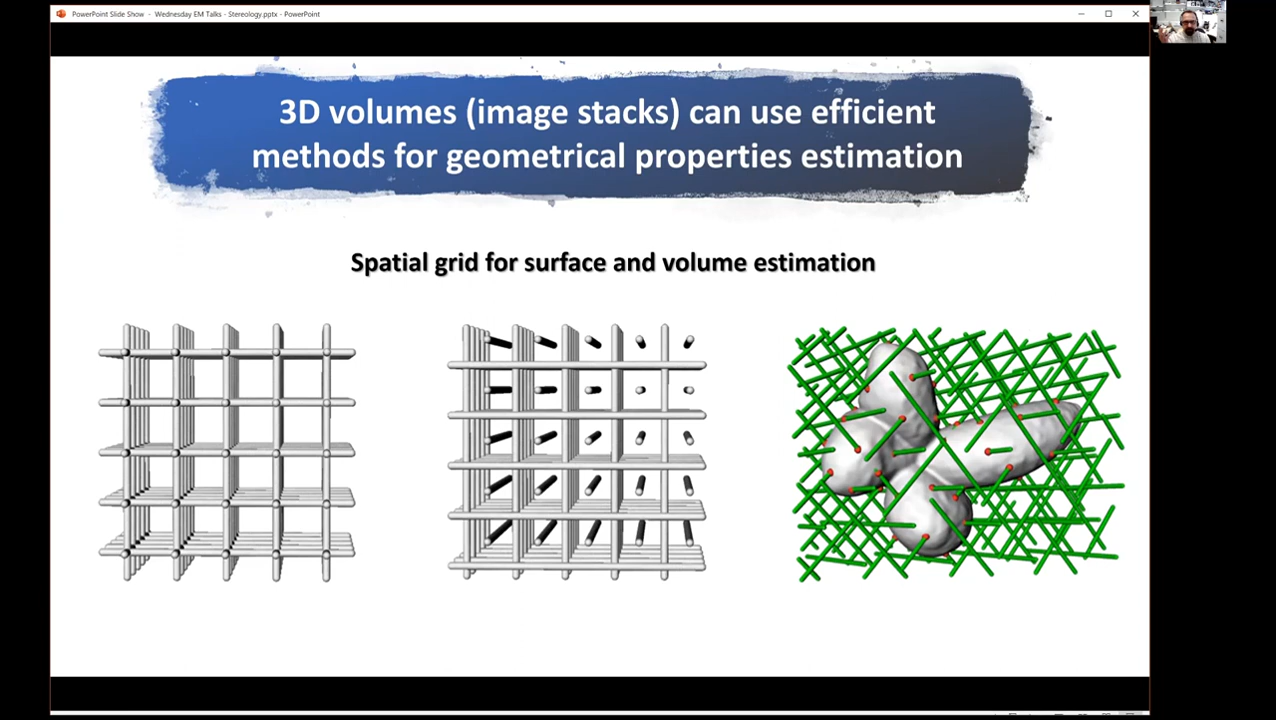 PowerPoint Slide Show - Wednesday EM Talks - Stereology.pptx - PowerPoint
3D volumes (image stacks) can use efficient
methods for geometrical properties estimation
Spatial grid for surface and volume estimation